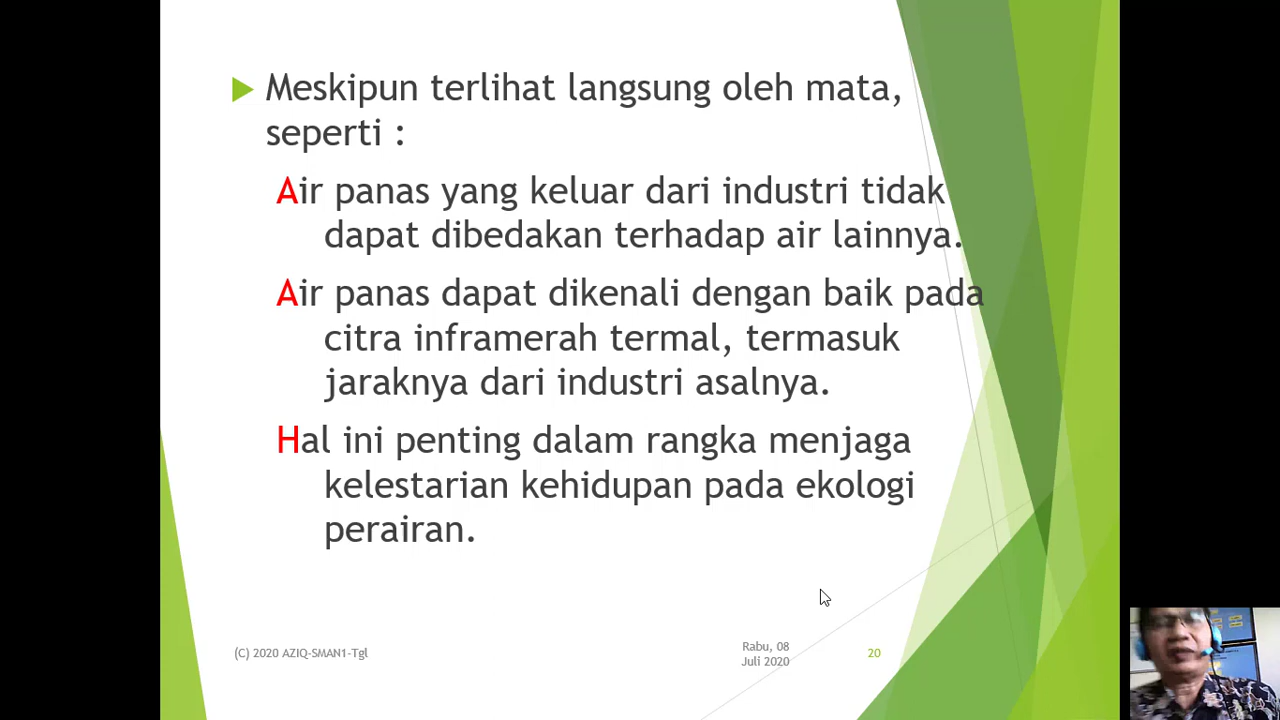 Meskipun terlihat langsung oleh mata,
seperti :
Air panas yang keluar dari industri tidak
dapat dibedakan terhadap air lainnya.
Air panas dapat dikenali dengan baik pada
citra inframerah termal, termasuk
jaraknya dari industri asalnya.
Hal ini penting dalam rangka menjaga
kelestarian kehidupan pada ekologi
perairan.
(C) 2020 AZIQ-SMAN1-Tgl
Rabu, 08
Juli 2020
20